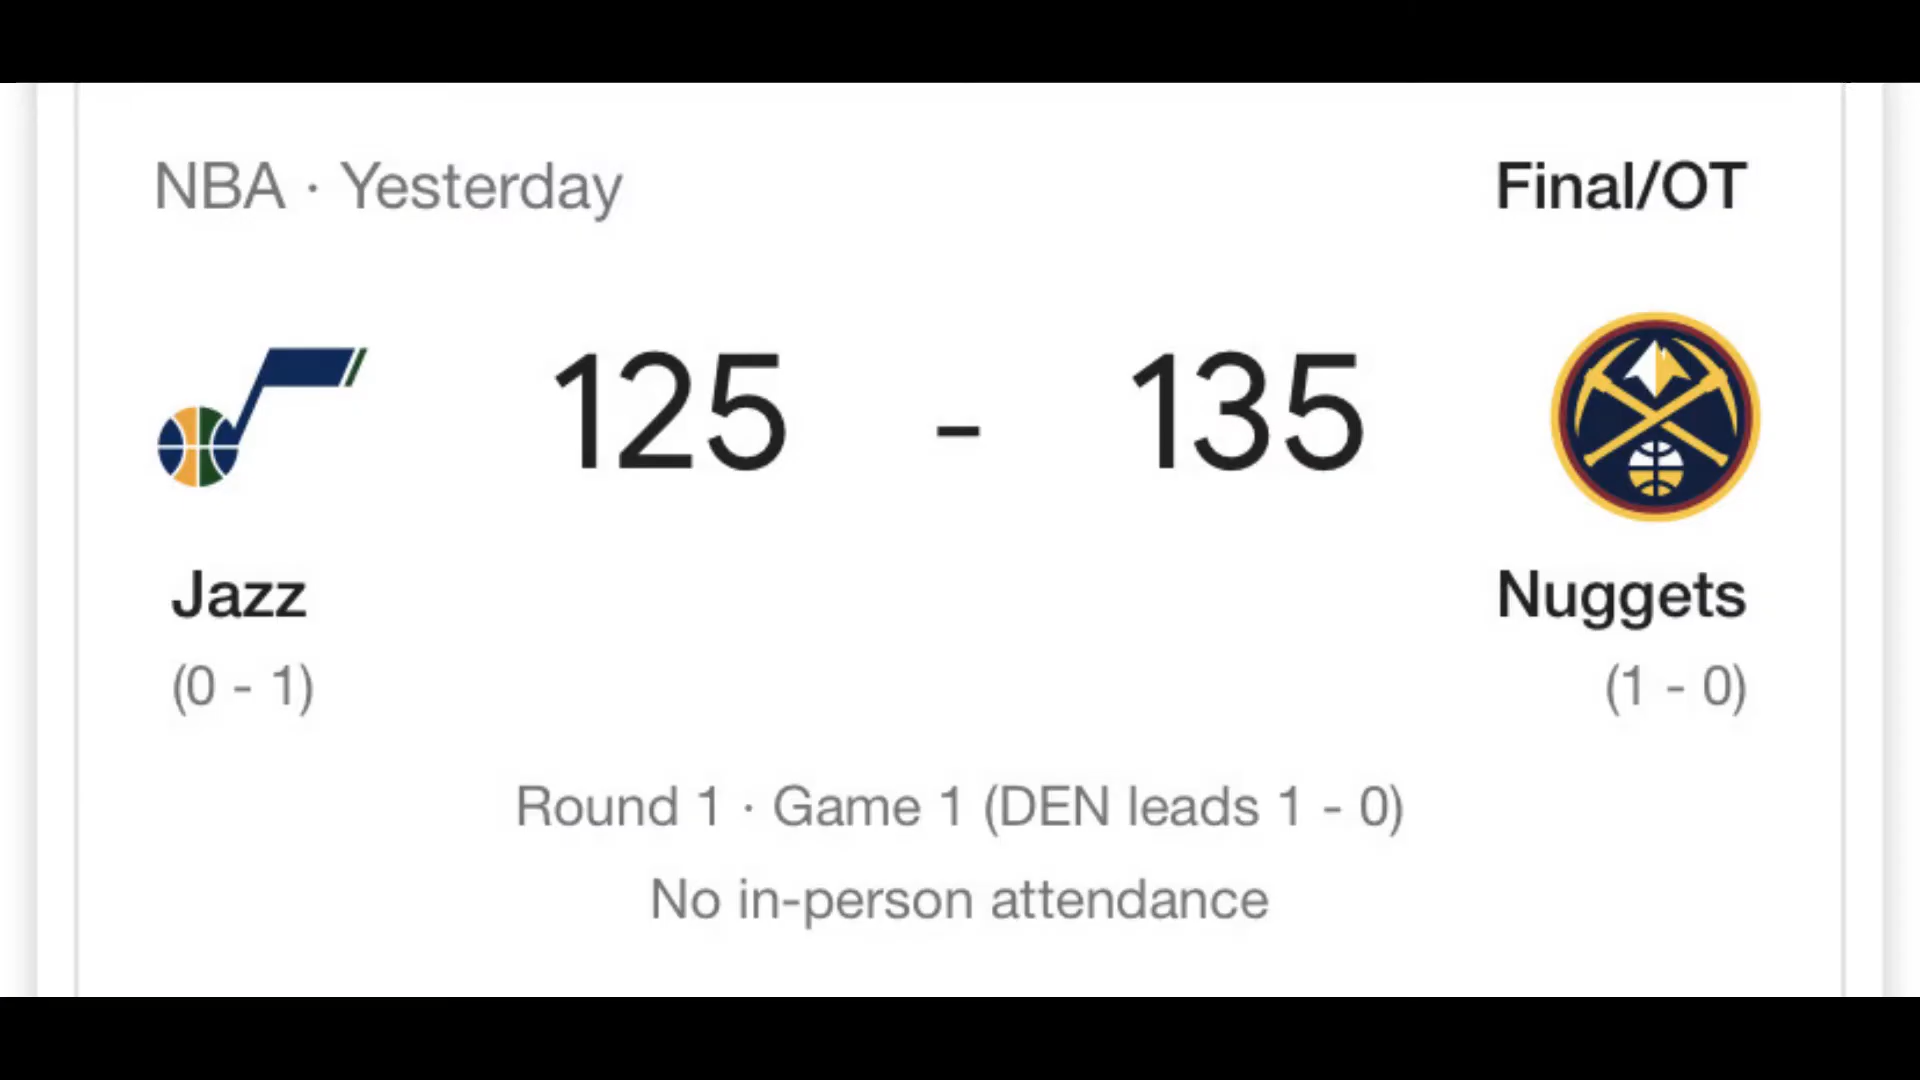 NBA · Yesterday Final/OT
125 - 135
Jazz Nuggets
(0 - 1) (1 - 0)
Round 1 · Game 1 (DEN leads 1 - 0)
No in-person attendance